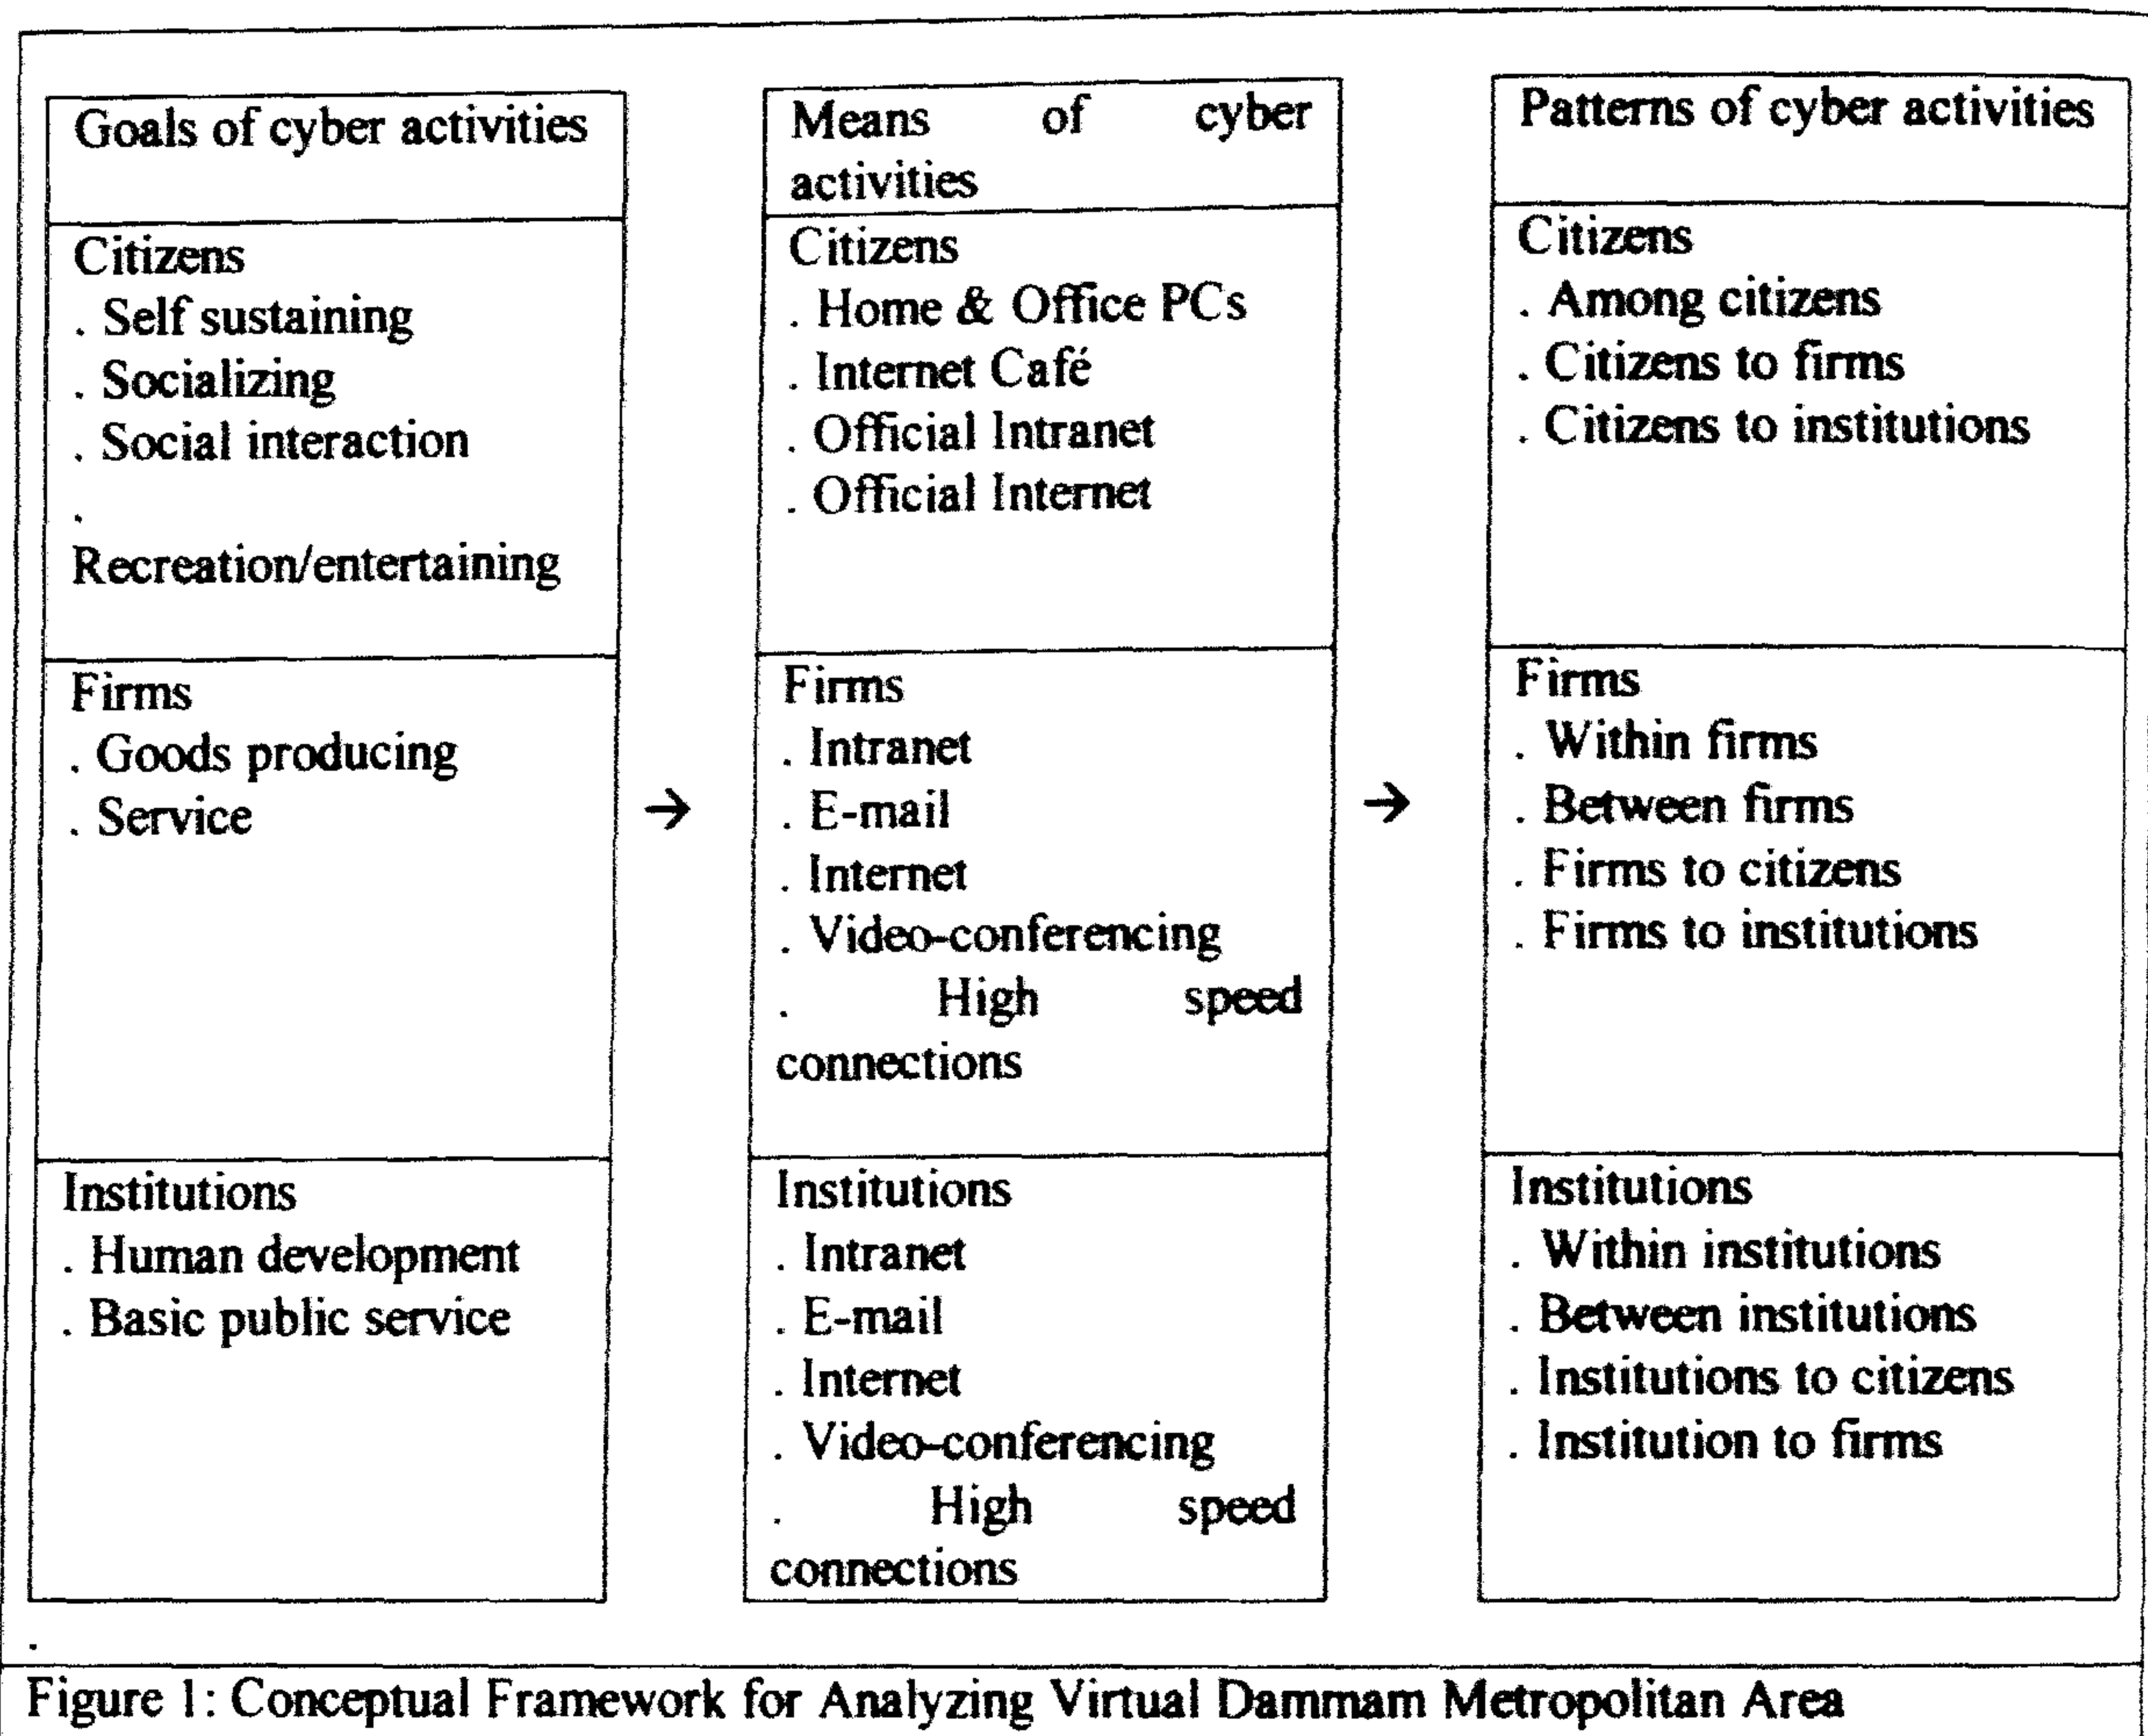 Goals of cyber activities
Citizens
. Self sustaining
. Socializing
. Social interaction
.
Recreation/entertaining
Firms
. Goods producing
. Service
Institutions
. Human development
. Basic public service
→
Means of cyber
activities
Citizens
. Home & Office PCs
. Internet Café
. Official Intranet
. Official Internet
Firms
. Intranet
. E-mail
. Internet
. Video-conferencing
. High speed
connections
Institutions
. Intranet
. E-mail
. Internet
. Video-conferencing
. High speed
connections
→
Patterns of cyber activities
Citizens
. Among citizens
. Citizens to firms
. Citizens to institutions
Firms
. Within firms
. Between firms
. Firms to citizens
. Firms to institutions
Institutions
. Within institutions
. Between institutions
. Institutions to citizens
. Institution to firms
.
Figure 1: Conceptual Framework for Analyzing Virtual Dammam Metropolitan Area